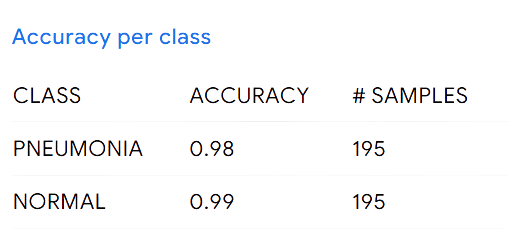 Accuracy per class
CLASS ACCURACY # SAMPLES
PNEUMONIA 0.98 195
NORMAL 0.99 195